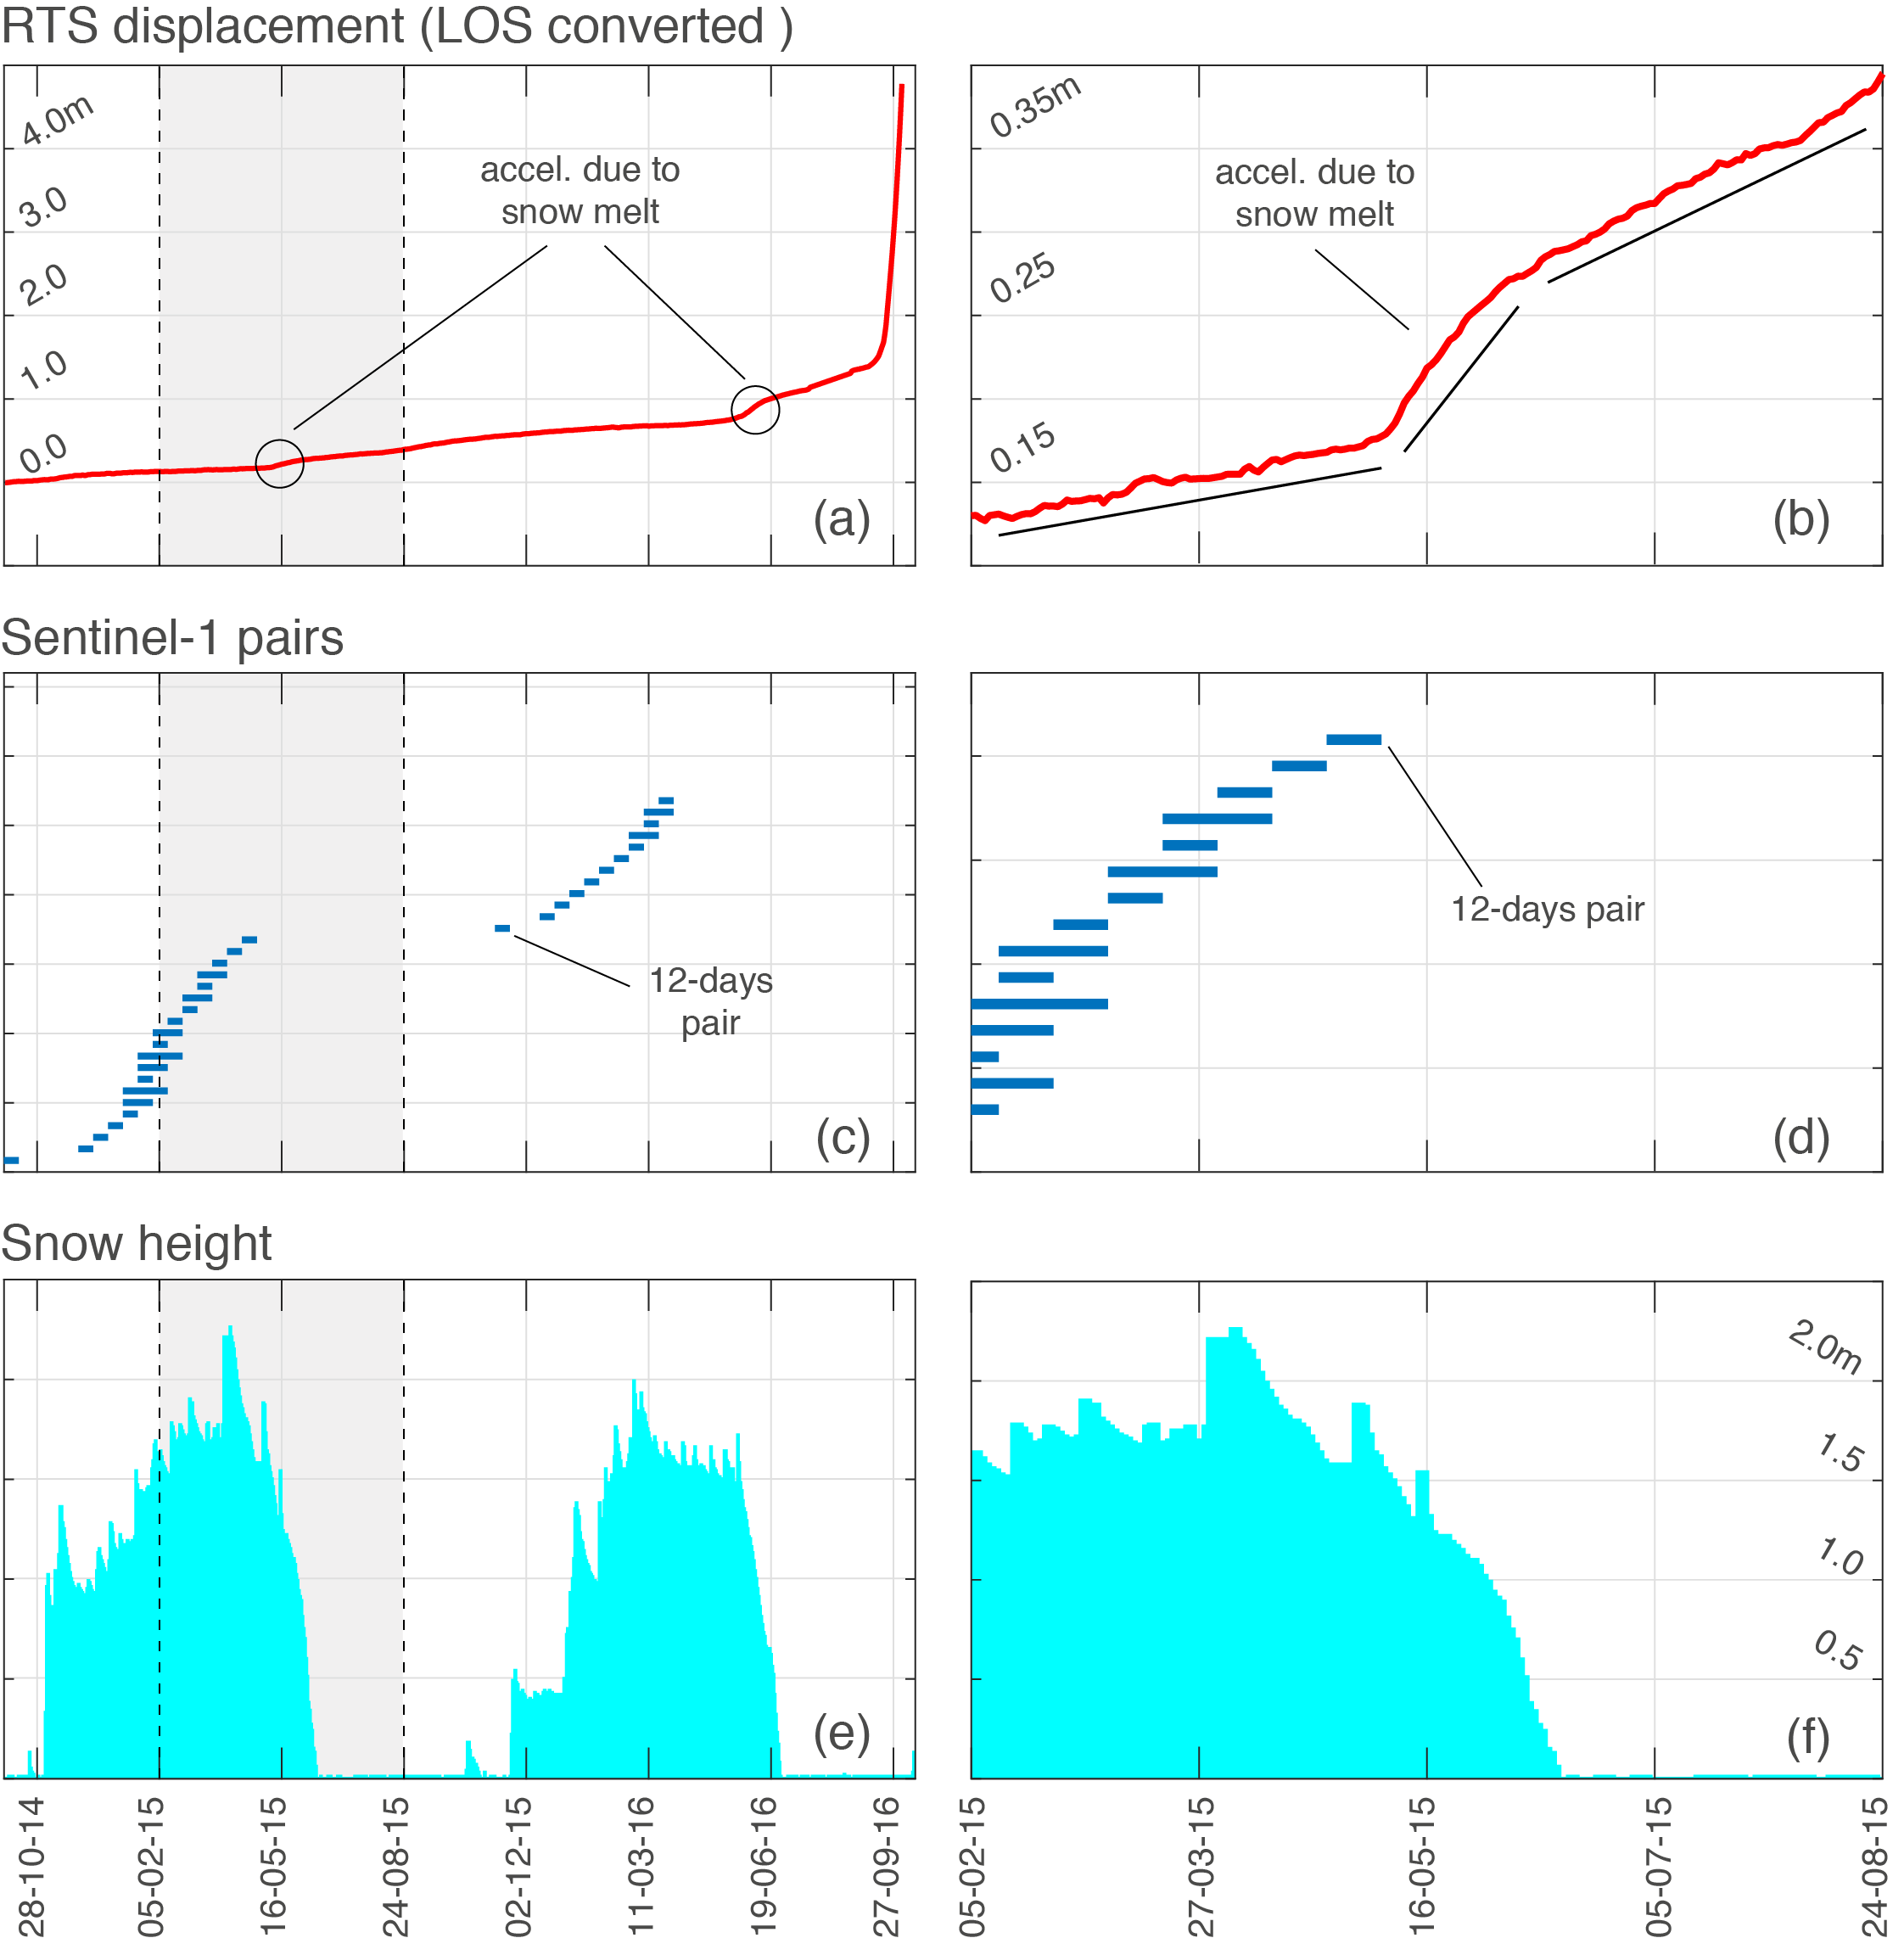 RTS displacement (LOS converted )
4.0m
3.0
2.0
1.0
0.0
accel. due to
snow melt
(a)
0.35m
0.25
0.15
accel. due to
snow melt
(b)
Sentinel-1 pairs
12-days
pair
(c)
12-days pair
(d)
Snow height
(e)
2.0m
1.5
1.0
0.5
(f)
28-10-14
05-02-15
16-05-15
24-08-15
02-12-15
11-03-16
19-06-16
27-09-16
05-02-15
27-03-15
16-05-15
05-07-15
24-08-15